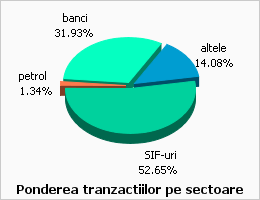 banci
31.93%
altele
14.08%
petrol
1.34%
SIF-uri
52.65%
Ponderea tranzactiilor pe sectoare